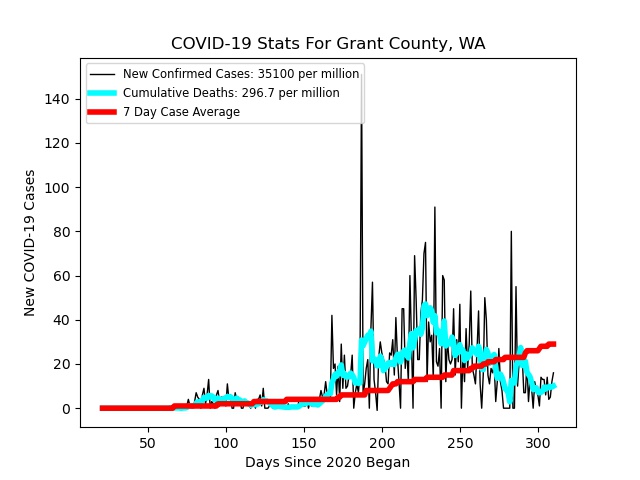 COVID-19 Stats For Grant County, WA
New Confirmed Cases: 35100 per million
Cumulative Deaths: 296.7 per million
7 Day Case Average
140
120
100
80
60
40
20
0
New COVID-19 Cases
50 100 150 200 250 300
Days Since 2020 Began